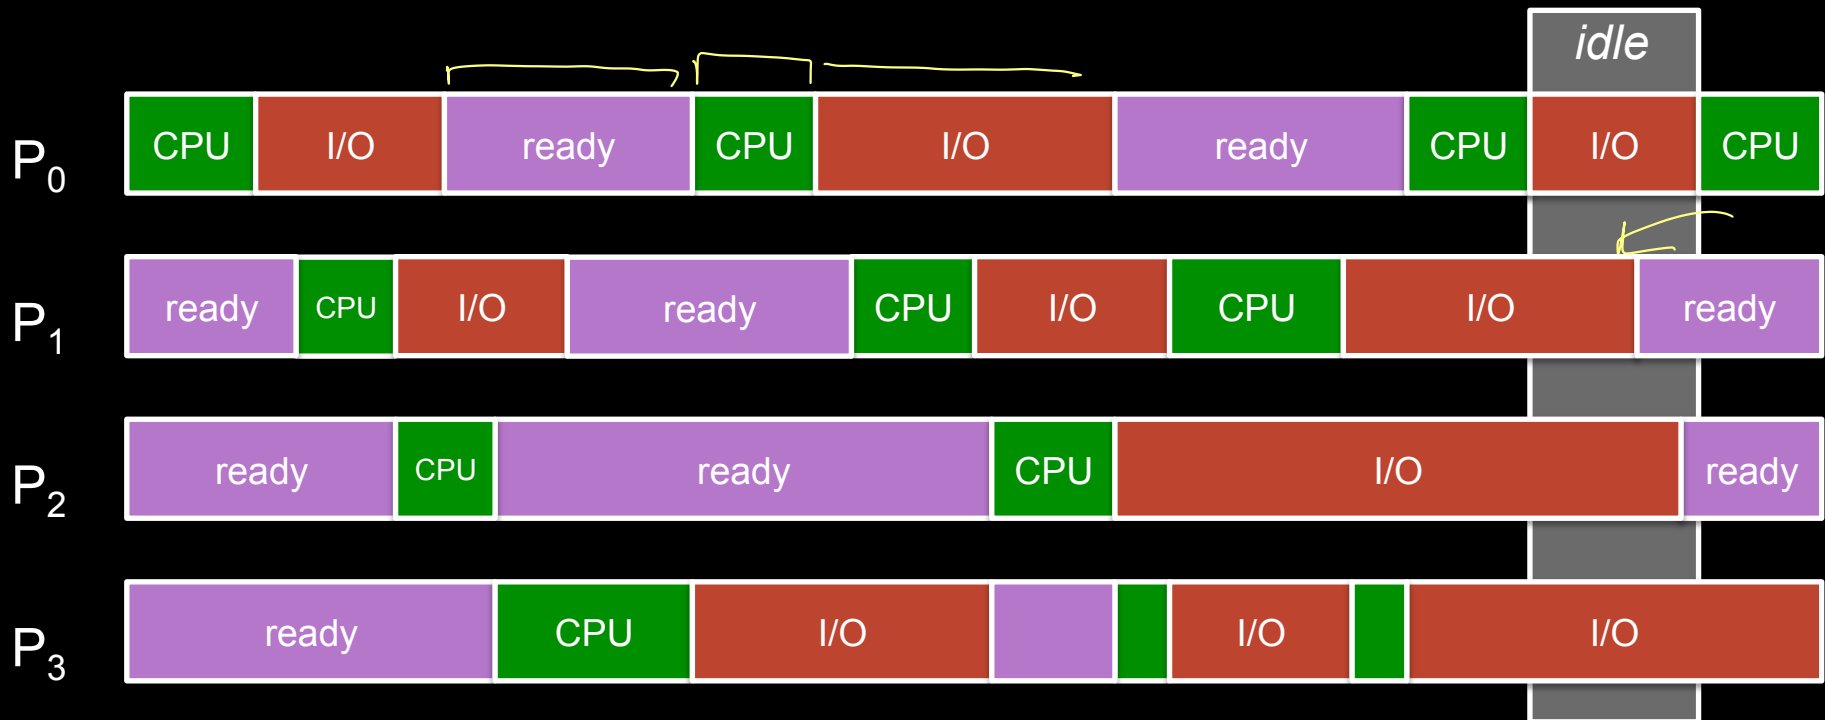 idle
P0 CPU I/O ready CPU I/O ready CPU I/O CPU
P1 ready CPU I/O ready CPU I/O CPU I/O ready
P2 ready CPU ready CPU I/O ready
P3 ready CPU I/O I/O I/O